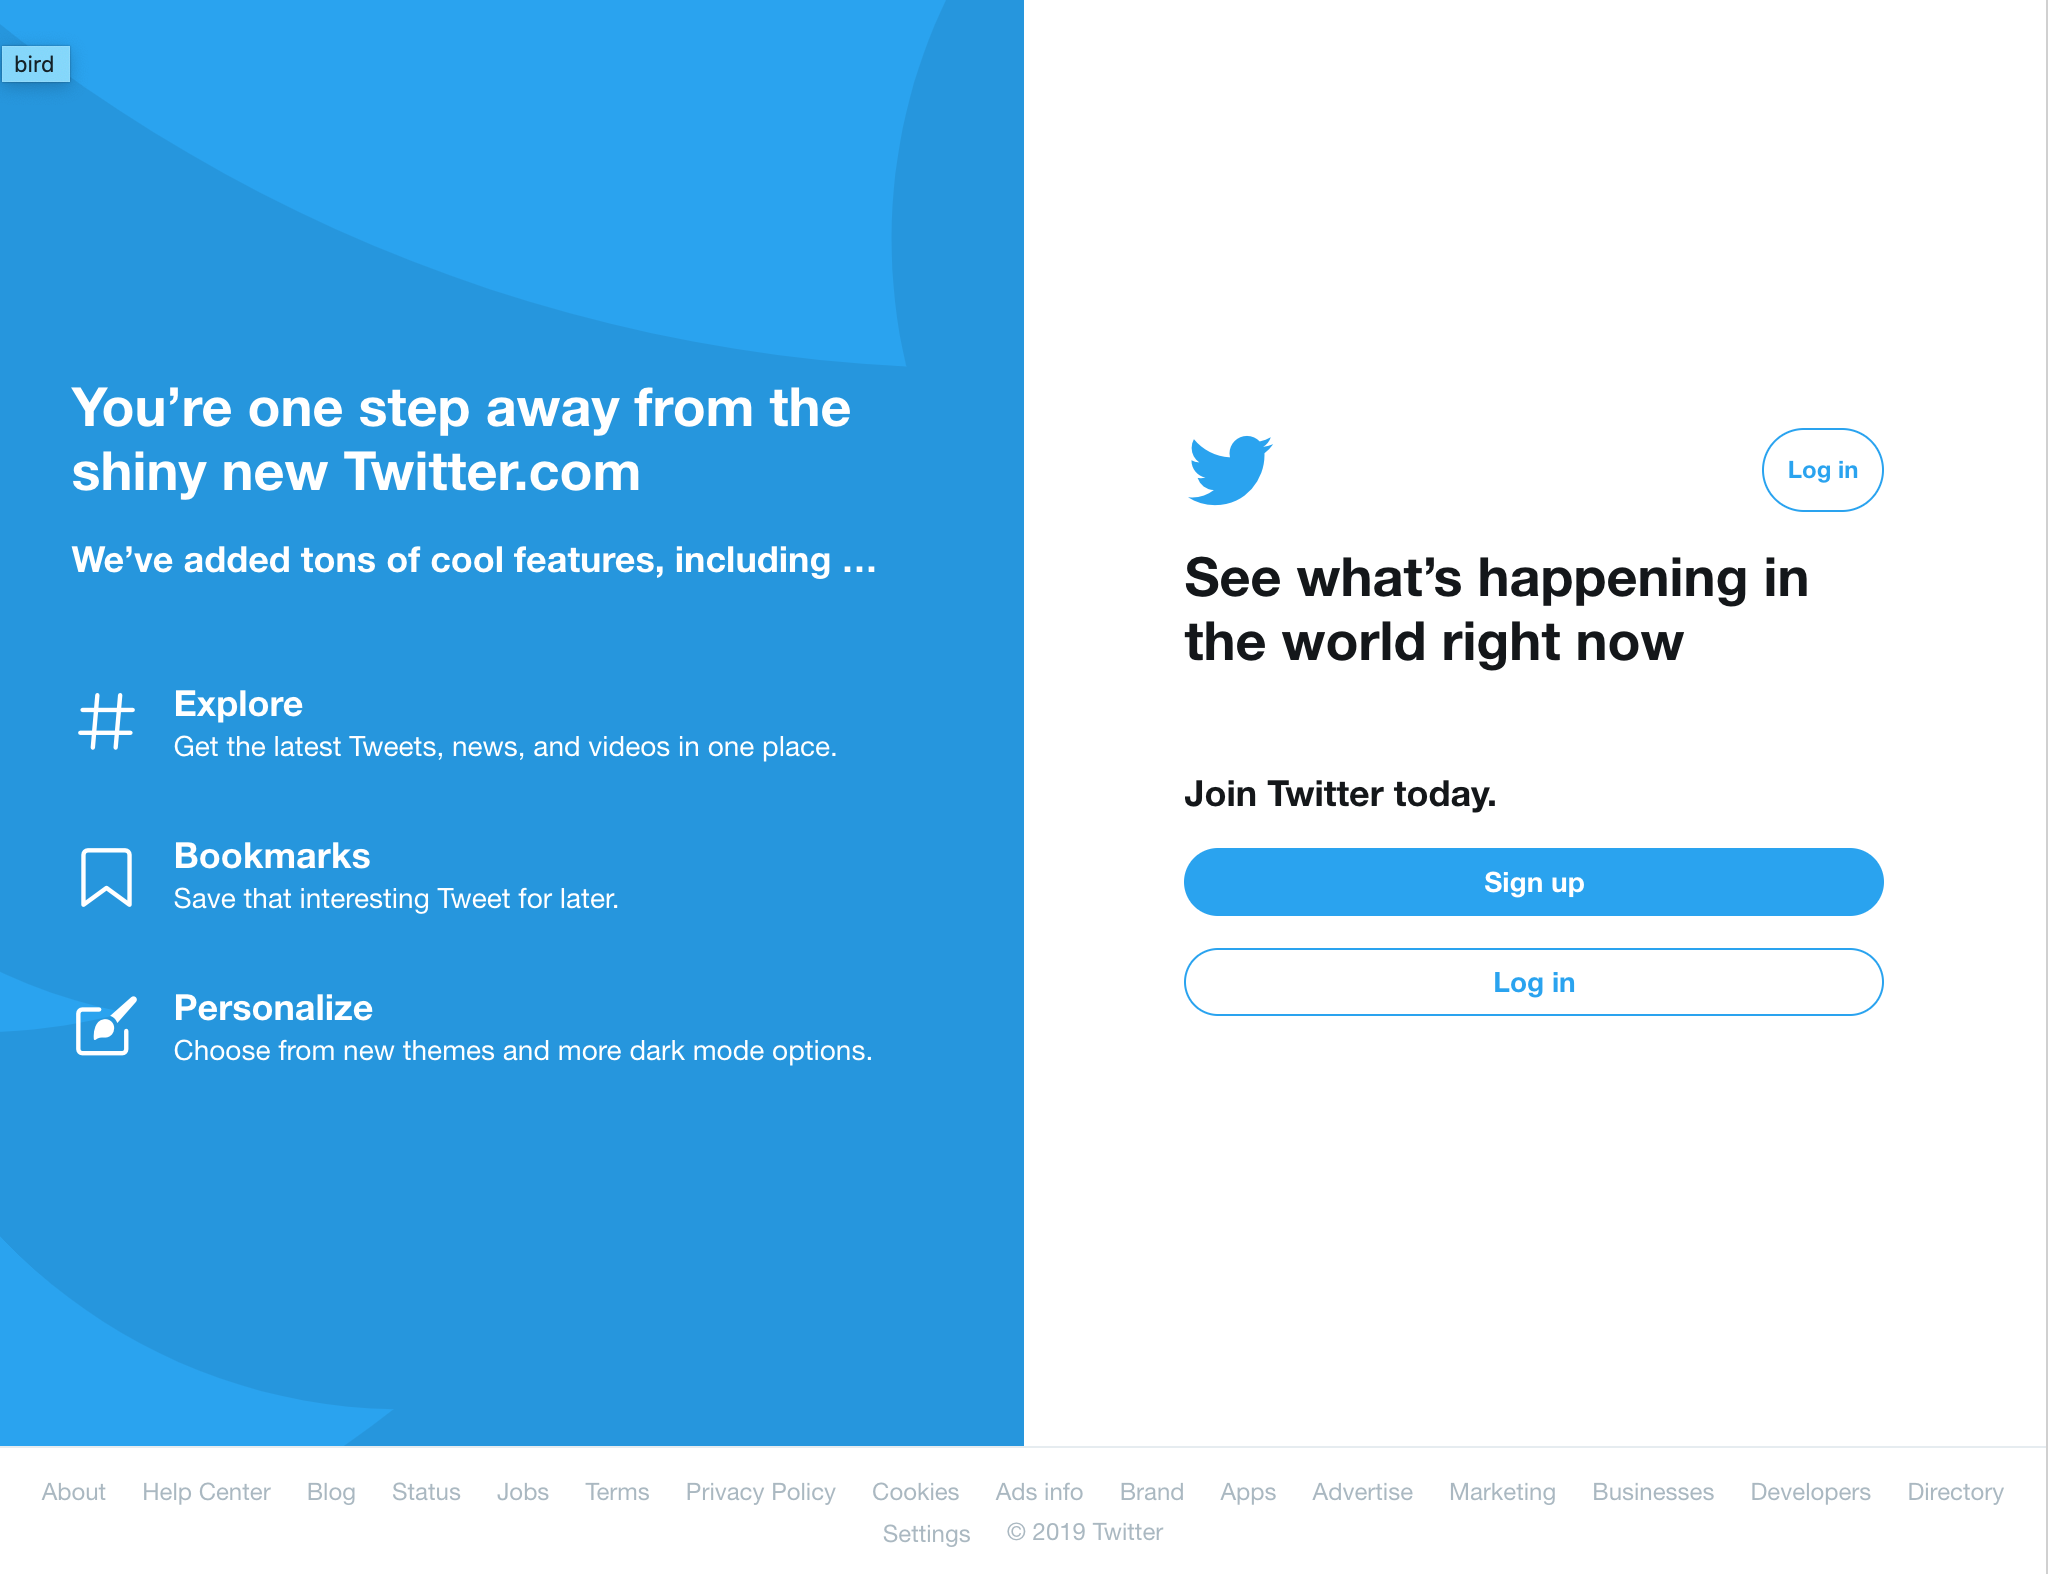 bird
You’re one step away from the
shiny new Twitter.com
We’ve added tons of cool features, including …
Explore
Get the latest Tweets, news, and videos in one place.
Bookmarks
Save that interesting Tweet for later.
Personalize
Choose from new themes and more dark mode options.
Log in
See what’s happening in
the world right now
Join Twitter today.
Sign up
Log in
About Help Center Blog Status Jobs Terms Privacy Policy Cookies Ads info Brand Apps Advertise Marketing Businesses Developers Directory
Settings © 2019 Twitter